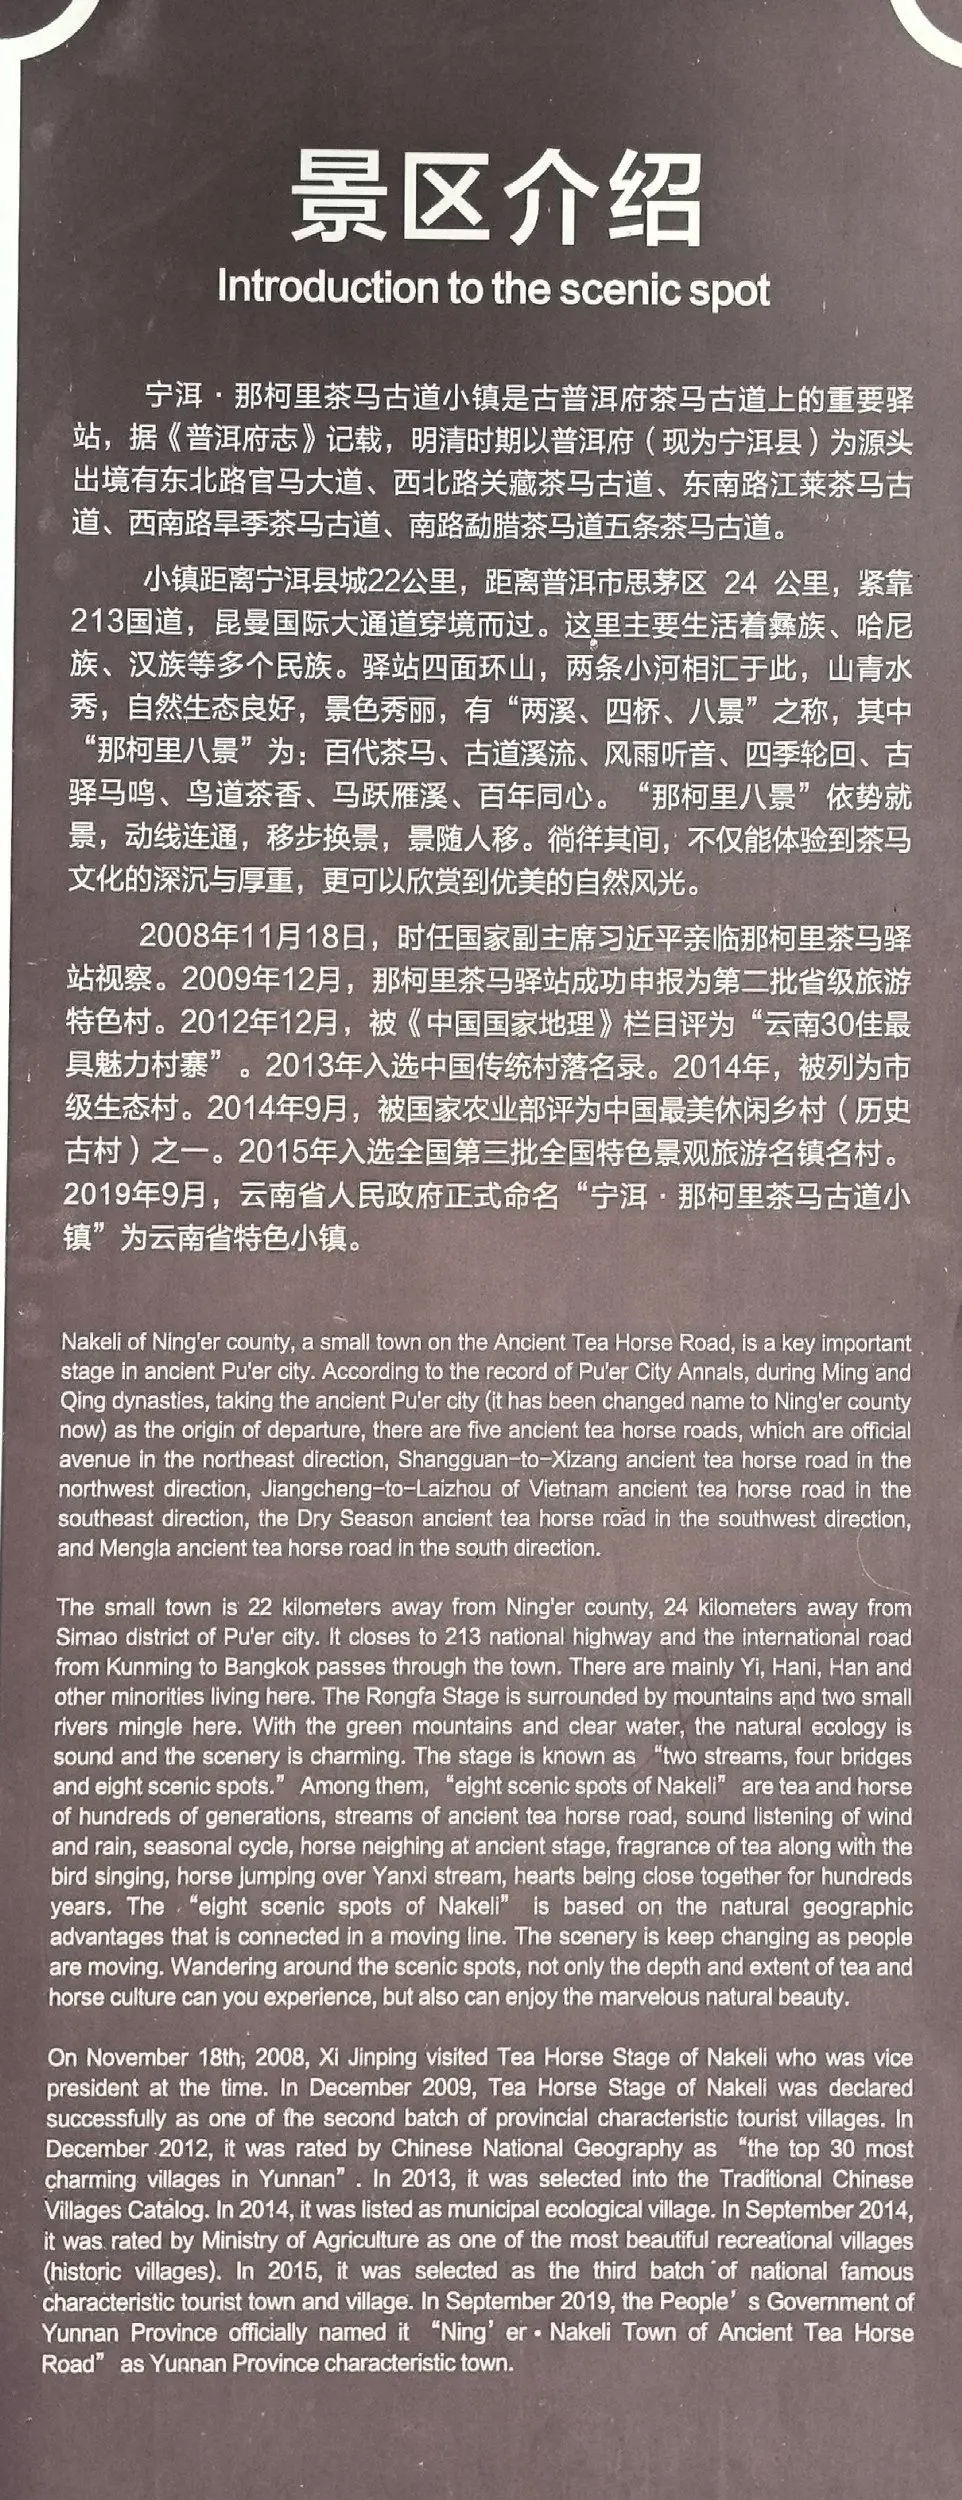 景区介绍
Introduction to the scenic spot
宁洱·那柯里茶马古道小镇是古普洱府茶马古道上的重要驿
站，据《普洱府志》记载，明清时期以普洱府（现为宁洱县）为源头
出境有东北路官马大道、西北路关藏茶马古道、东南路江莱茶马古
道、西南路旱季茶马古道、南路勐腊茶马道五条茶马古道。
小镇距离宁洱县城22公里，距离普洱市思茅区 24 公里，紧靠
213国道，昆曼国际大通道穿境而过。这里主要生活着彝族、哈尼
族、汉族等多个民族。驿站四面环山，两条小河相汇于此，山青水
秀，自然生态良好，景色秀丽，有“两溪、四桥、八景”之称，其中
“那柯里八景”为：百代茶马、古道溪流、风雨听音、四季轮回、古
驿马鸣、鸟道茶香、马跃雁溪、百年同心。“那柯里八景”依势就
景，动线连通，移步换景，景随人移。徜徉其间，不仅能体验到茶马
文化的深沉与厚重，更可以欣赏到优美的自然风光。
2008年11月18日，时任国家副主席习近平亲临那柯里茶马驿
站视察。2009年12月，那柯里茶马驿站成功申报为第二批省级旅游
特色村。2012年12月，被《中国国家地理》栏目评为“云南30佳最
具魅力村寨”。2013年入选中国传统村落名录。2014年，被列为市
级生态村。2014年9月，被国家农业部评为中国最美休闲乡村（历史
古村）之一。2015年入选全国第三批全国特色景观旅游名镇名村。
2019年9月，云南省人民政府正式命名“宁洱·那柯里茶马古道小
镇”为云南省特色小镇。
Nakeli of Ning'er county, a small town on the Ancient Tea Horse Road, is a key important
stage in ancient Pu'er city. According to the record of Pu'er City Annals, during Ming and
Qing dynasties, taking the ancient Pu'er city (it has been changed name to Ning'er county
now) as the origin of departure, there are five ancient tea horse roads, which are official
avenue in the northeast direction, Shangguan-to-Xizang ancient tea horse road in the
northwest direction, Jiangcheng-to-Laizhou of Vietnam ancient tea horse road in the
southeast direction, the Dry Season ancient tea horse road in the southwest direction,
and Mengla ancient tea horse road in the south direction.
The small town is 22 kilometers away from Ning'er county, 24 kilometers away from
Simao district of Pu'er city. It closes to 213 national highway and the international road
from Kunming to Bangkok passes through the town. There are mainly Yi, Hani, Han and
other minorities living here. The Rongfa Stage is surrounded by mountains and two small
rivers mingle here. With the green mountains and clear water, the natural ecology is
sound and the scenery is charming. The stage is known as “two streams, four bridges
and eight scenic spots.” Among them, “eight scenic spots of Nakeli” are tea and horse
of hundreds of generations, streams of ancient tea horse road, sound listening of wind
and rain, seasonal cycle, horse neighing at ancient stage, fragrance of tea along with the
bird singing, horse jumping over Yanxi stream, hearts being close together for hundreds
years. The “eight scenic spots of Nakeli” is based on the natural geographic
advantages that is connected in a moving line. The scenery is keep changing as people
are moving. Wandering around the scenic spots, not only the depth and extent of tea and
horse culture can you experience, but also can enjoy the marvelous natural beauty.
On November 18th, 2008, Xi Jinping visited Tea Horse Stage of Nakeli who was vice
president at the time. In December 2009, Tea Horse Stage of Nakeli was declared
successfully as one of the second batch of provincial characteristic tourist villages. In
December 2012, it was rated by Chinese National Geography as “the top 30 most
charming villages in Yunnan”. In 2013, it was selected into the Traditional Chinese
Villages Catalog. In 2014, it was listed as municipal ecological village. In September 2014,
it was rated by Ministry of Agriculture as one of the most beautiful recreational villages
(historic villages). In 2015, it was selected as the third batch of national famous
characteristic tourist town and village. In September 2019, the People’s Government of
Yunnan Province officially named it “Ning’er·Nakeli Town of Ancient Tea Horse
Road” as Yunnan Province characteristic town.